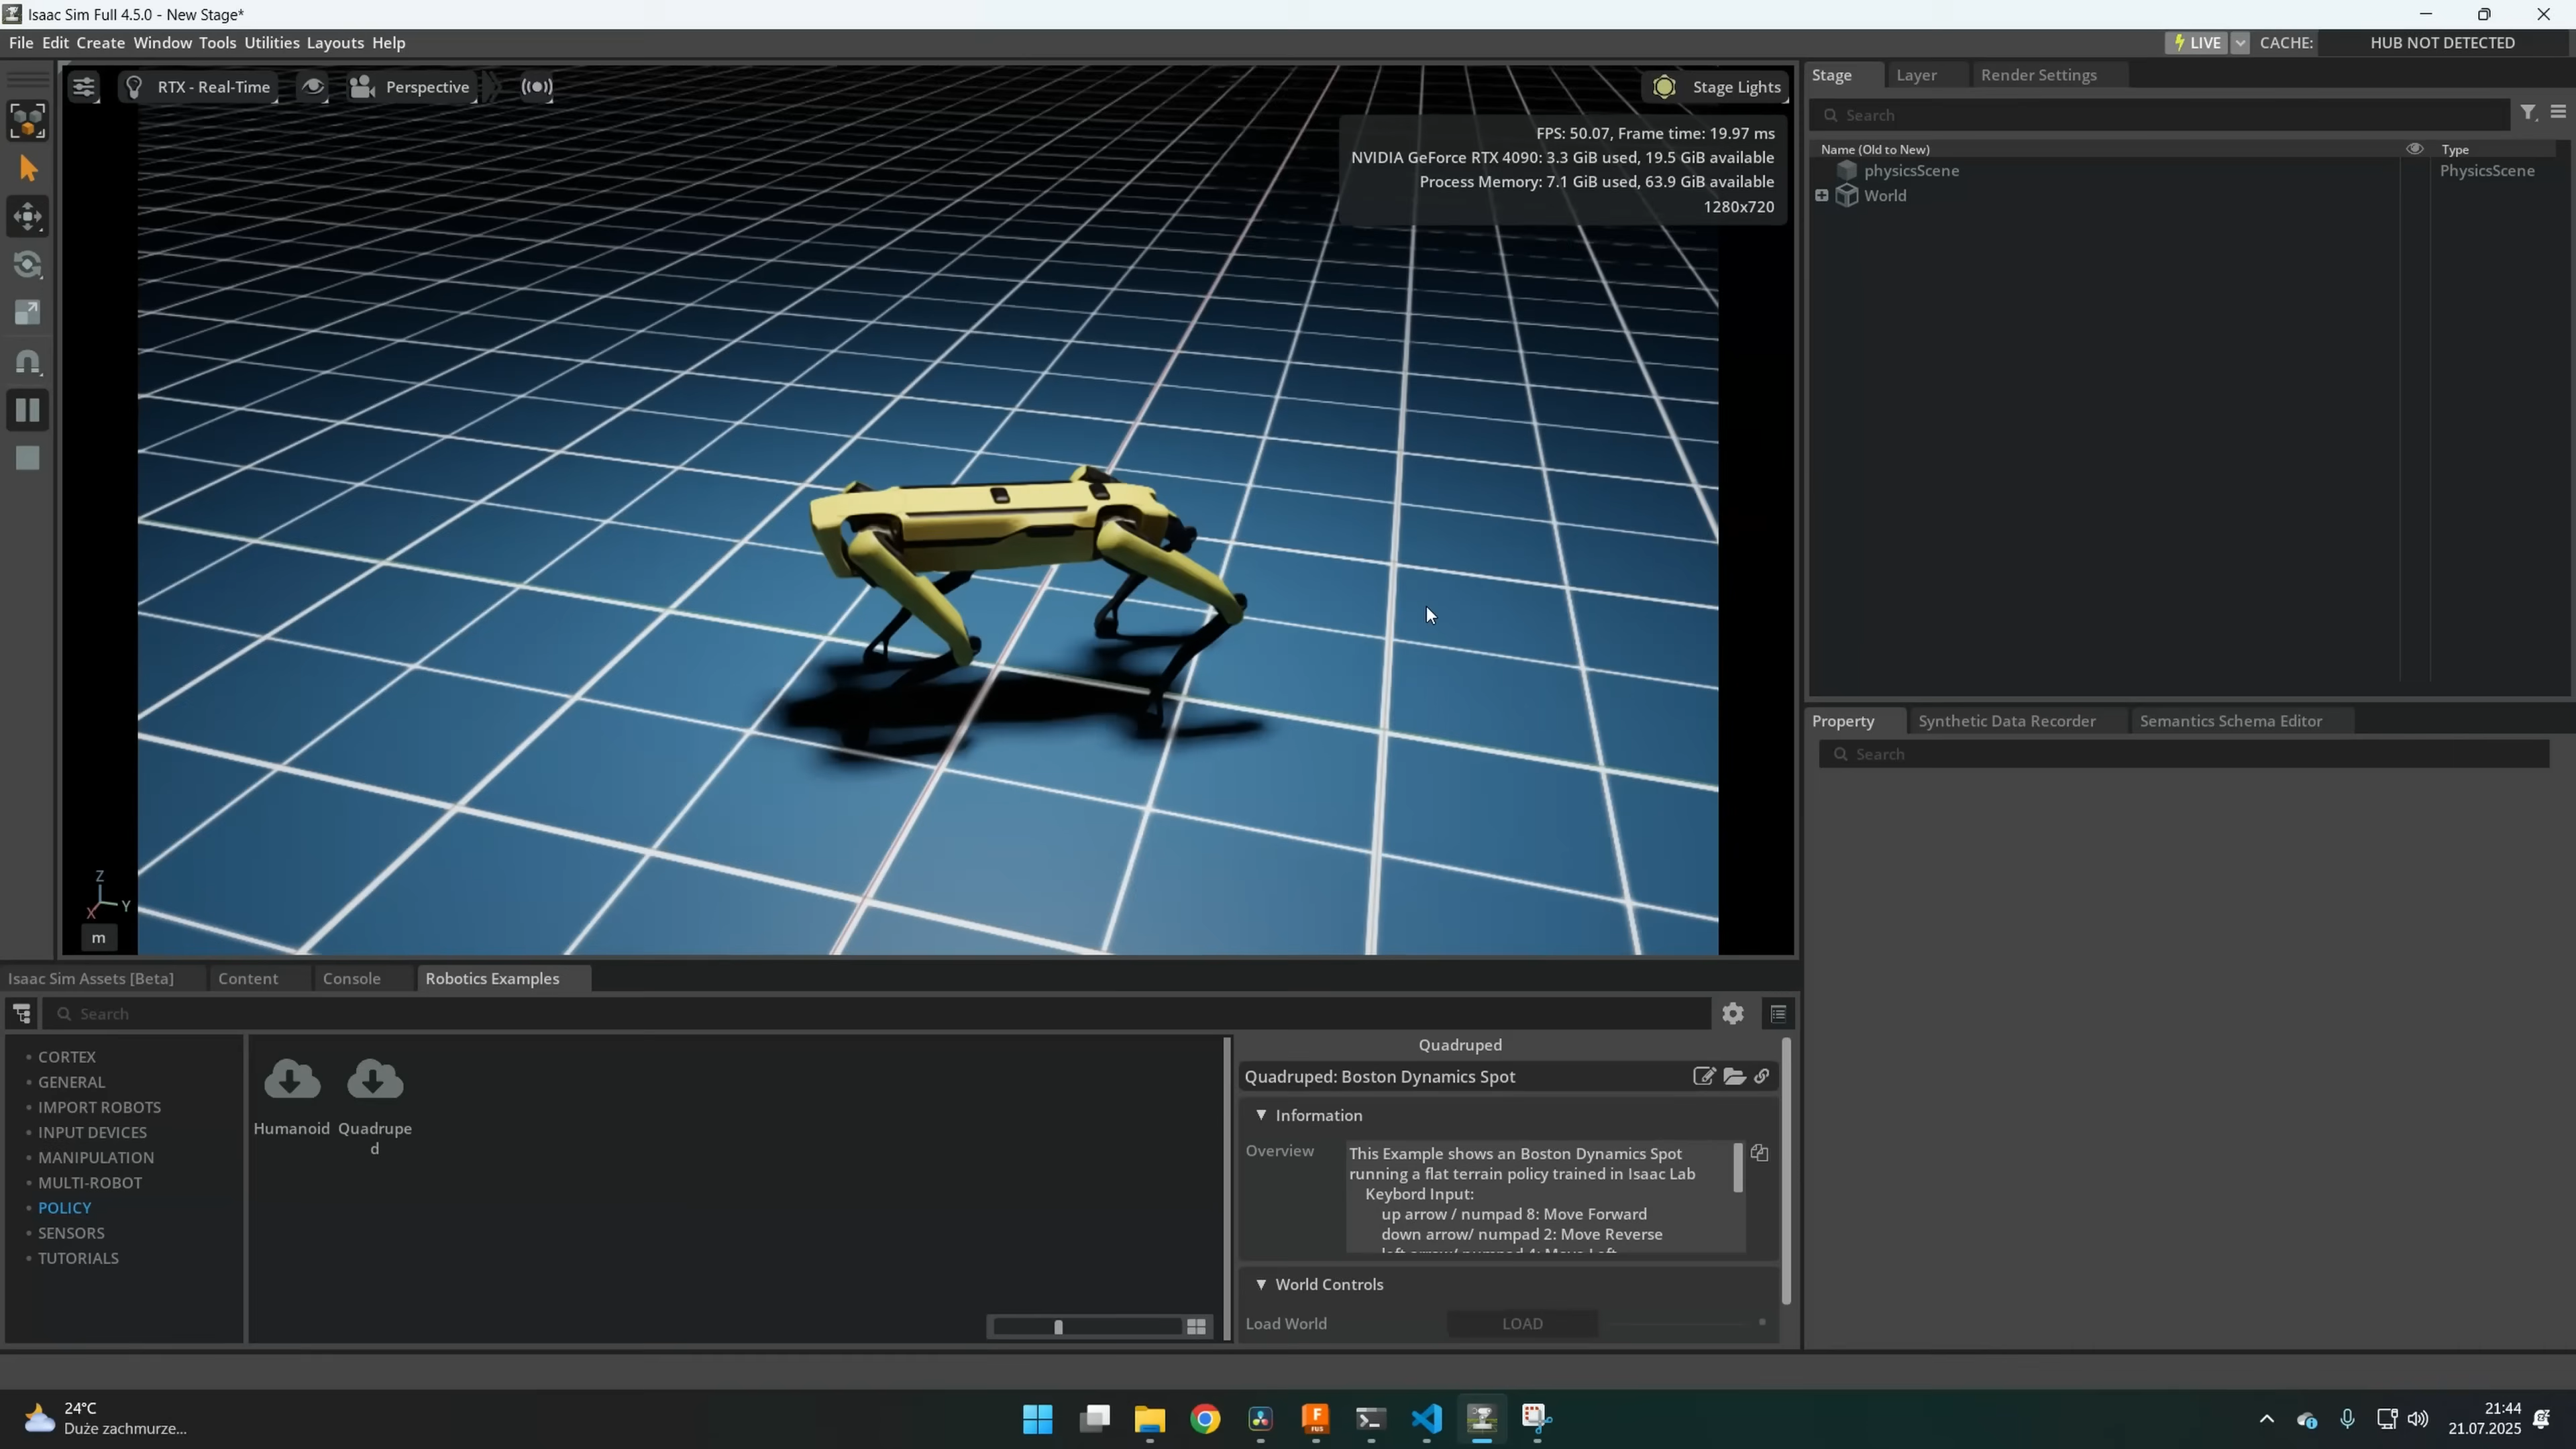 Isaac Sim Full 4.5.0 - New Stage*
File Edit Create Window Tools Utilities Layouts Help
LIVE
CACHE:
HUB NOT DETECTED
RTX - Real-Time
Perspective
Stage Lights
FPS: 50.07, Frame time: 19.97 ms
NVIDIA GeForce RTX 4090: 3.3 GiB used, 19.5 GiB available
Process Memory: 7.1 GiB used, 63.9 GiB available
1280x720
Z
X
Y
m
Stage
Layer
Render Settings
Search
Name (Old to New)
Type
physicsScene
PhysicsScene
World
Property
Synthetic Data Recorder
Semantics Schema Editor
Search
Isaac Sim Assets [Beta]
Content
Console
Robotics Examples
Search
CORTEX
GENERAL
IMPORT ROBOTS
INPUT DEVICES
MANIPULATION
MULTI-ROBOT
POLICY
SENSORS
TUTORIALS
Humanoid
Quadrupe
d
Quadruped
Quadruped: Boston Dynamics Spot
Information
Overview
This Example shows an Boston Dynamics Spot
running a flat terrain policy trained in Isaac Lab
Keybord Input:
up arrow / numpad 8: Move Forward
down arrow/ numpad 2: Move Reverse
left arrow/ numpad 4: Move Left
World Controls
Load World
LOAD
24°C
Duże zachmurze...
21:44
21.07.2025